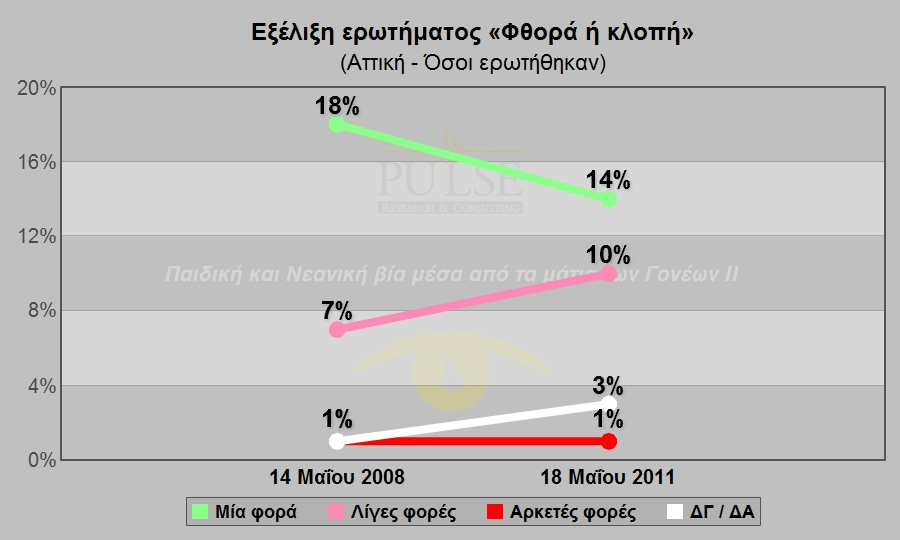 Εξέλιξη ερωτήματος «Φθορά ή κλοπή»
(Αττική - Όσοι ερωτήθηκαν)
20%
18%
16%
14%
PULSE
RESEARCH & CONSULTING
12%
10%
Παιδική και Νεανική βία μέσα από τα μάτια των Γονέων II
8%
7%
4%
3%
1%
1%
0%
14 Μαΐου 2008
18 Μαΐου 2011
Μία φορά
Λίγες φορές
Αρκετές φορές
ΔΓ / ΔΑ